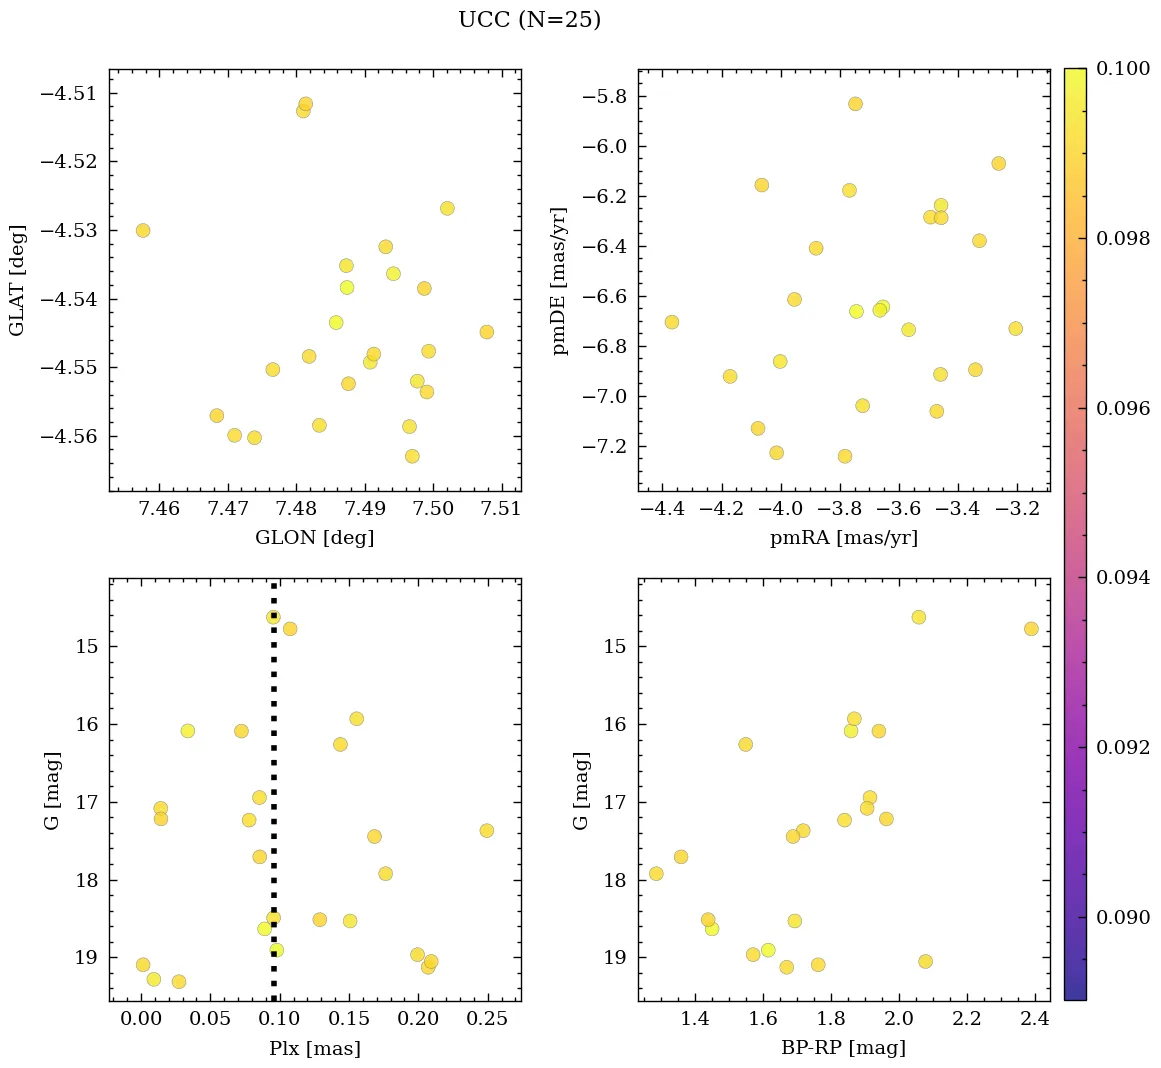 UCC (N=25)
−4.51
−4.52
−4.53
−4.54
−4.55
−4.56
GLAT [deg]
7.46 7.47 7.48 7.49 7.50 7.51
GLON [deg]
−5.8
−6.0
−6.2
−6.4
−6.6
−6.8
−7.0
−7.2
pmDE [mas/yr]
−4.4 −4.2 −4.0 −3.8 −3.6 −3.4 −3.2
pmRA [mas/yr]
15
16
17
18
19
G [mag]
0.00 0.05 0.10 0.15 0.20 0.25
Plx [mas]
15
16
17
18
19
G [mag]
1.4 1.6 1.8 2.0 2.2 2.4
BP-RP [mag]
0.100
0.098
0.096
0.094
0.092
0.090